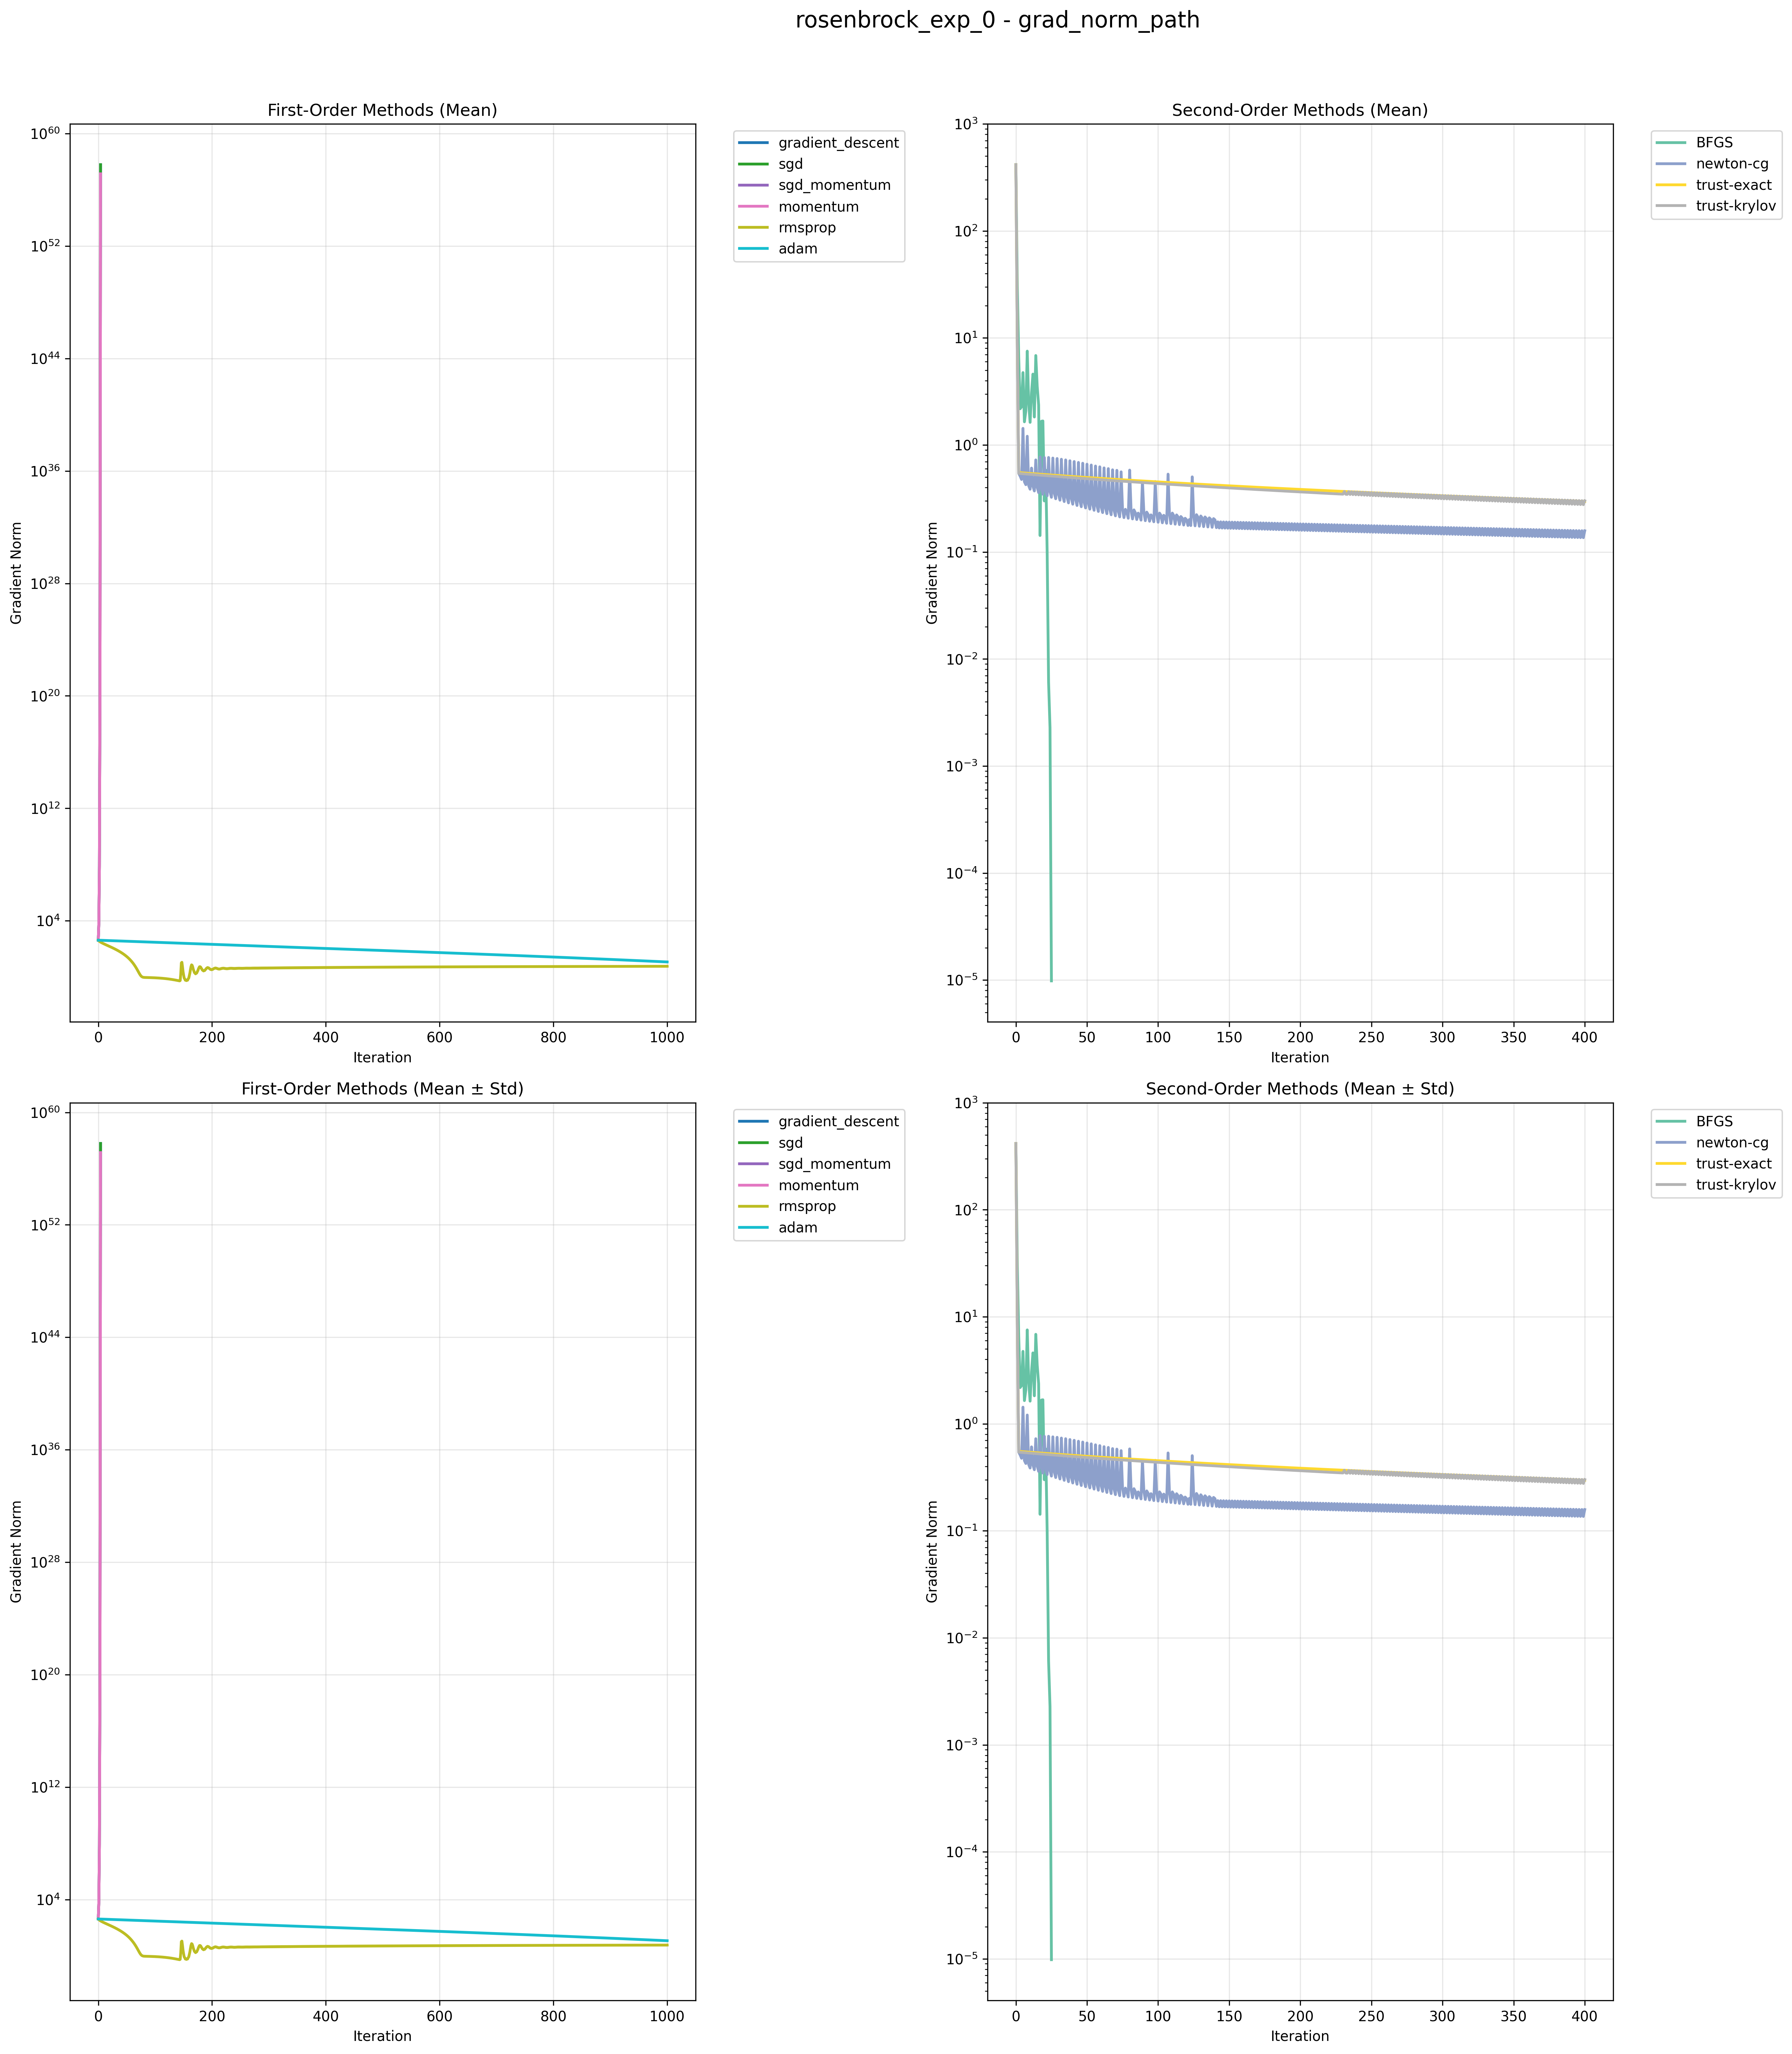 rosenbrock_exp_0 - grad_norm_path
First-Order Methods (Mean)
10^60
10^52
10^44
10^36
10^28
10^20
10^12
10^4
Gradient Norm
0 200 400 600 800 1000
Iteration
gradient_descent
sgd
sgd_momentum
momentum
rmsprop
adam
Second-Order Methods (Mean)
10^3
10^2
10^1
10^0
10^-1
10^-2
10^-3
10^-4
10^-5
Gradient Norm
0 50 100 150 200 250 300 350 400
Iteration
BFGS
newton-cg
trust-exact
trust-krylov
First-Order Methods (Mean ± Std)
10^60
10^52
10^44
10^36
10^28
10^20
10^12
10^4
Gradient Norm
0 200 400 600 800 1000
Iteration
gradient_descent
sgd
sgd_momentum
momentum
rmsprop
adam
Second-Order Methods (Mean ± Std)
10^3
10^2
10^1
10^0
10^-1
10^-2
10^-3
10^-4
10^-5
Gradient Norm
0 50 100 150 200 250 300 350 400
Iteration
BFGS
newton-cg
trust-exact
trust-krylov